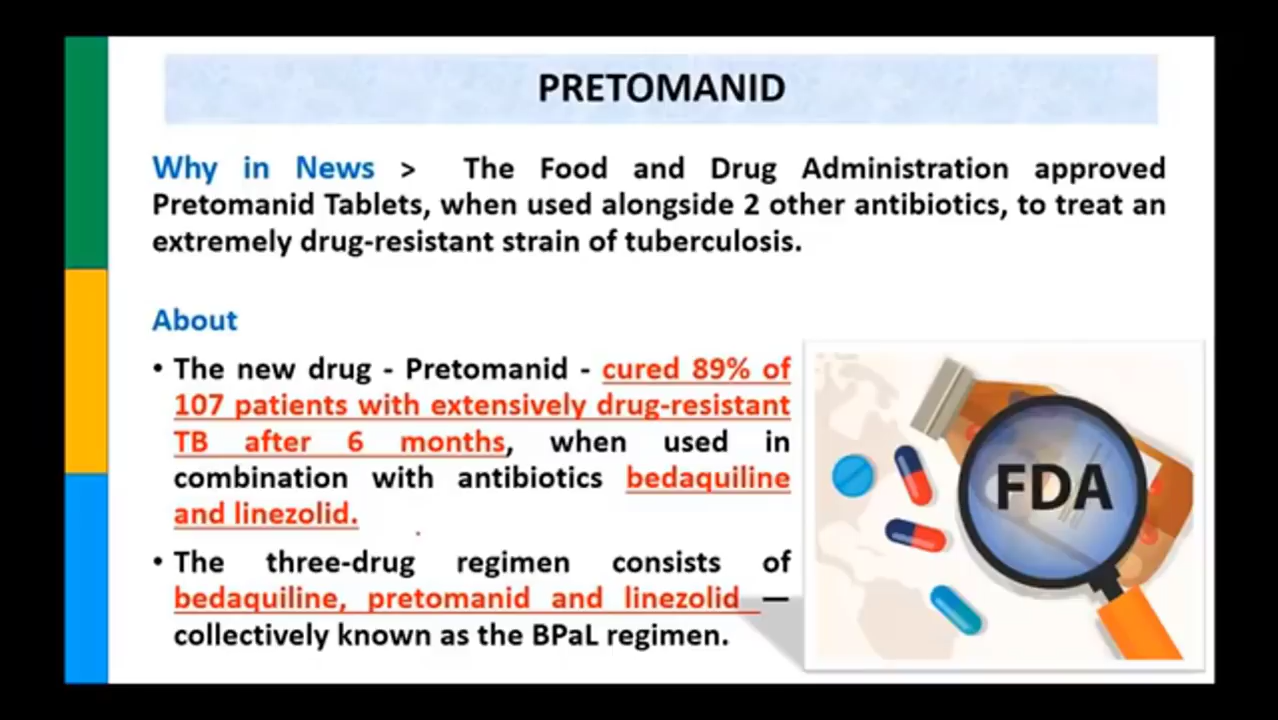 PRETOMANID
Why in News > The Food and Drug Administration approved
Pretomanid Tablets, when used alongside 2 other antibiotics, to treat an
extremely drug-resistant strain of tuberculosis.
About
• The new drug - Pretomanid - cured 89% of
107 patients with extensively drug-resistant
TB after 6 months, when used in
combination with antibiotics bedaquiline
and linezolid.
• The three-drug regimen consists of
bedaquiline, pretomanid and linezolid —
collectively known as the BPaL regimen.
FDA